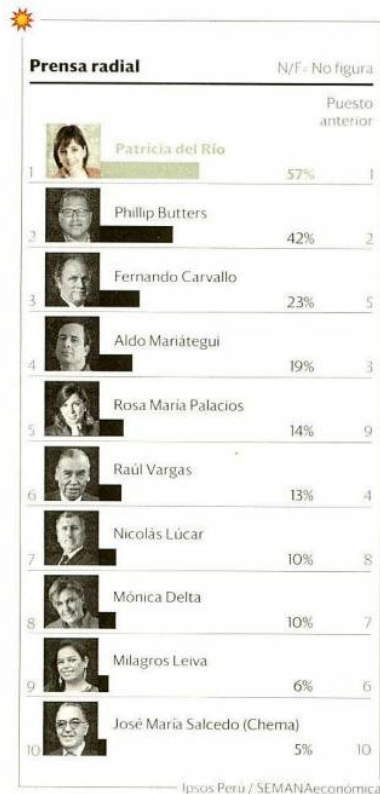 Prensa radial N/F= No figura
Puesto
anterior
Patricia del Río
1 57% 1
Phillip Butters
2 42% 2
Fernando Carvallo
3 23% 5
Aldo Mariátegui
4 19% 3
Rosa María Palacios
5 14% 9
Raúl Vargas
6 13% 4
Nicolás Lúcar
7 10% 8
Mónica Delta
8 10% 7
Milagros Leiva
9 6% 6
José María Salcedo (Chema)
10 5% 10
Ipsos Perú / SEMANAeconómica